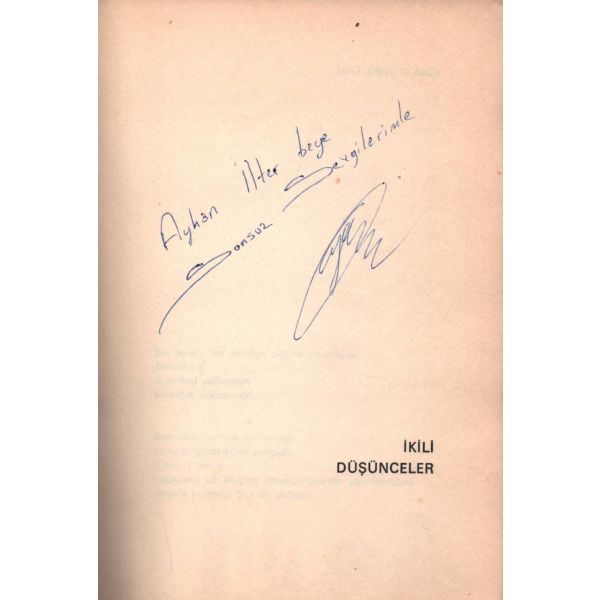 Ayhan İlter beye
Sonsuz Sevgilerimle
İKİLİ
DÜŞÜNCELER